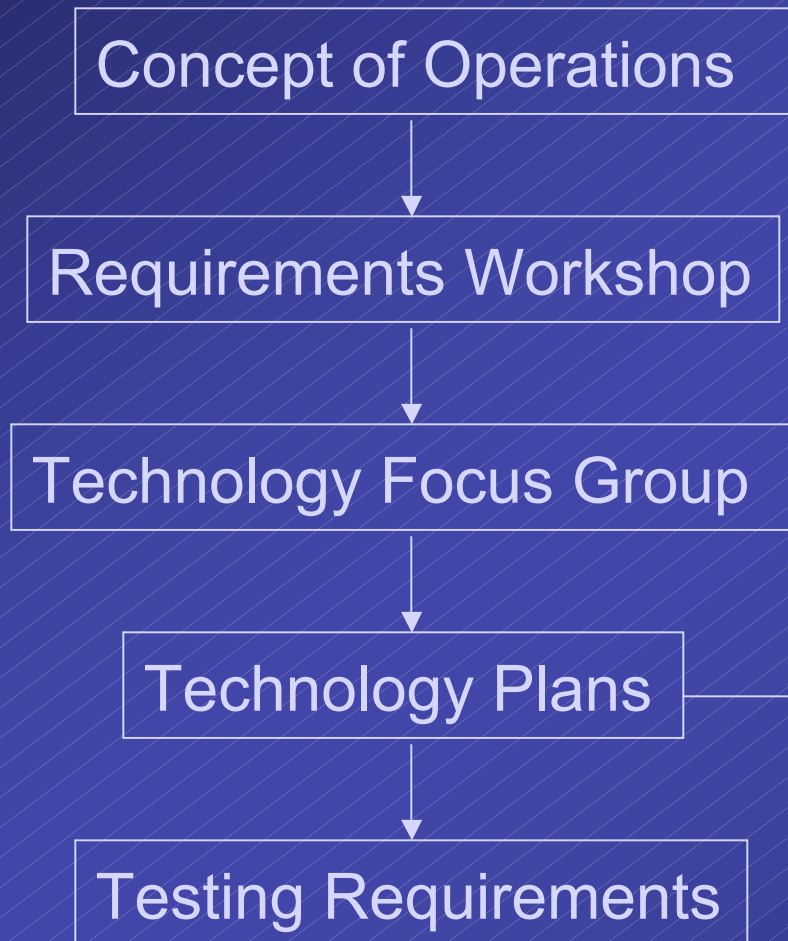 Concept of Operations
Requirements Workshop
Technology Focus Group
Technology Plans
Testing Requirements